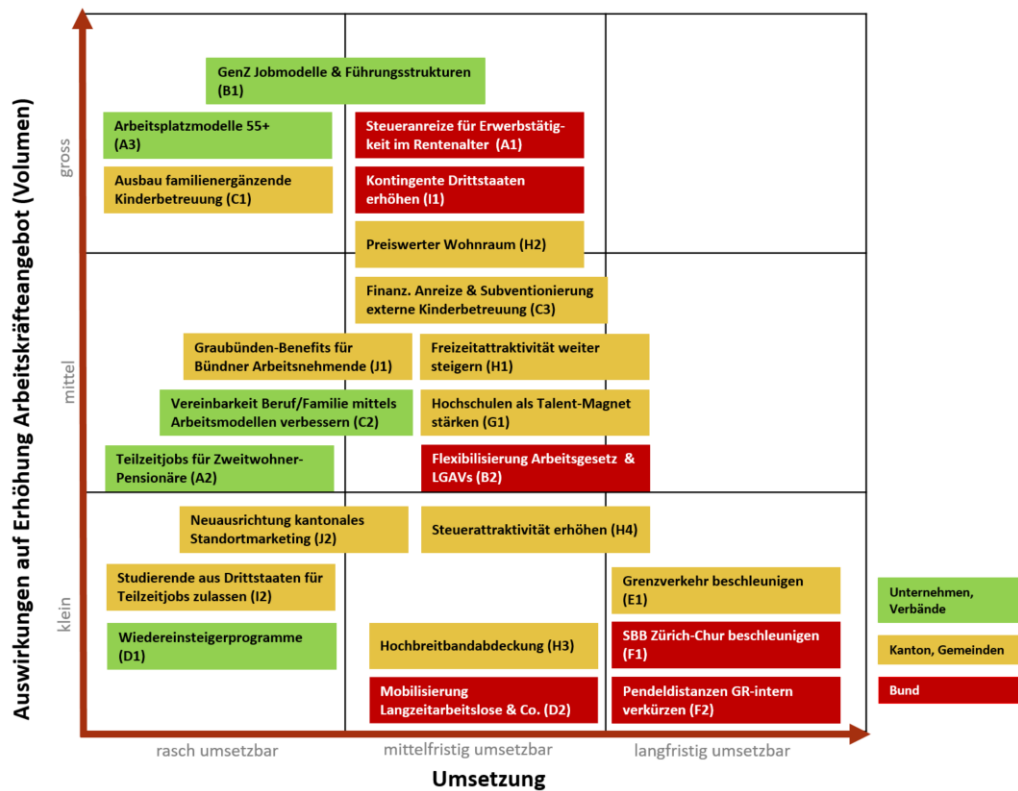 Auswirkungen auf Erhöhung Arbeitskräfteangebot (Volumen)
gross
mittel
klein
GenZ Jobmodelle & Führungsstrukturen
(B1)
Arbeitsplatzmodelle 55+
(A3)
Steueranreize für Erwerbstätig-
keit im Rentenalter (A1)
Ausbau familienergänzende
Kinderbetreuung (C1)
Kontingente Drittstaaten
erhöhen (I1)
Preiswerter Wohnraum (H2)
Finanz. Anreize & Subventionierung
externe Kinderbetreuung (C3)
Graubünden-Benefits für
Bündner Arbeitsnehmende (J1)
Freizeitattraktivität weiter
steigern (H1)
Vereinbarkeit Beruf/Familie mittels
Arbeitsmodellen verbessern (C2)
Hochschulen als Talent-Magnet
stärken (G1)
Teilzeitjobs für Zweitwohner-
Pensionäre (A2)
Flexibilisierung Arbeitsgesetz &
LGAVs (B2)
Neuausrichtung kantonales
Standortmarketing (J2)
Steuerattraktivität erhöhen (H4)
Studierende aus Drittstaaten für
Teilzeitjobs zulassen (I2)
Grenzverkehr beschleunigen
(E1)
Wiedereinsteigerprogramme
(D1)
Hochbreitbandabdeckung (H3)
SBB Zürich-Chur beschleunigen
(F1)
Mobilisierung
Langzeitarbeitslose & Co. (D2)
Pendeldistanzen GR-intern
verkürzen (F2)
Unternehmen,
Verbände
Kanton, Gemeinden
Bund
rasch umsetzbar
mittelfristig umsetzbar
langfristig umsetzbar
Umsetzung